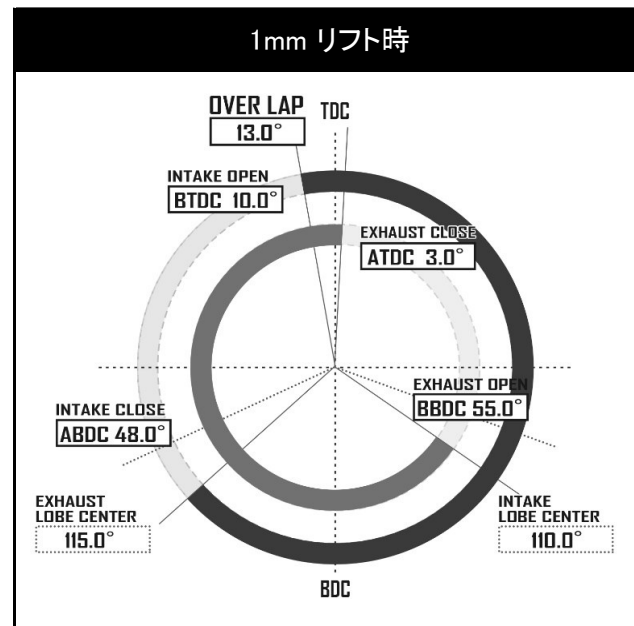 1mm リフト時
OVER LAP
13.0°
TDC
INTAKE OPEN
BTDC 10.0°
EXHAUST CLOSE
ATDC 3.0°
EXHAUST OPEN
BBDC 55.0°
INTAKE CLOSE
ABDC 48.0°
EXHAUST
LOBE CENTER
115.0°
INTAKE
LOBE CENTER
110.0°
BDC